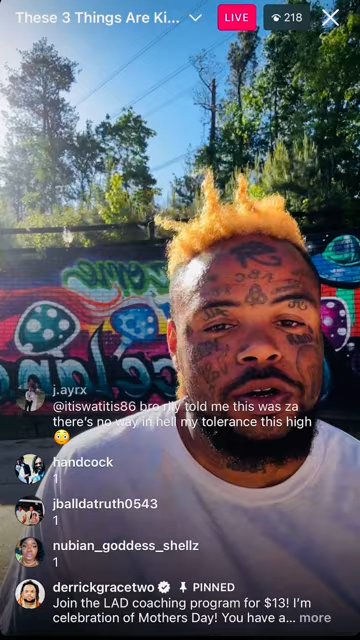 These 3 Things Are Ki...
LIVE
218
j.ayrx
@itiswatitis86 bro rlly told me this was za
there's no way in hell my tolerance this high
😳
handcock
1
jballdatruth0543
1
nubian_goddess_shellz
1
derrickgracetwo PINNED
Join the LAD coaching program for $13! I'm
celebration of Mothers Day! You have a... more